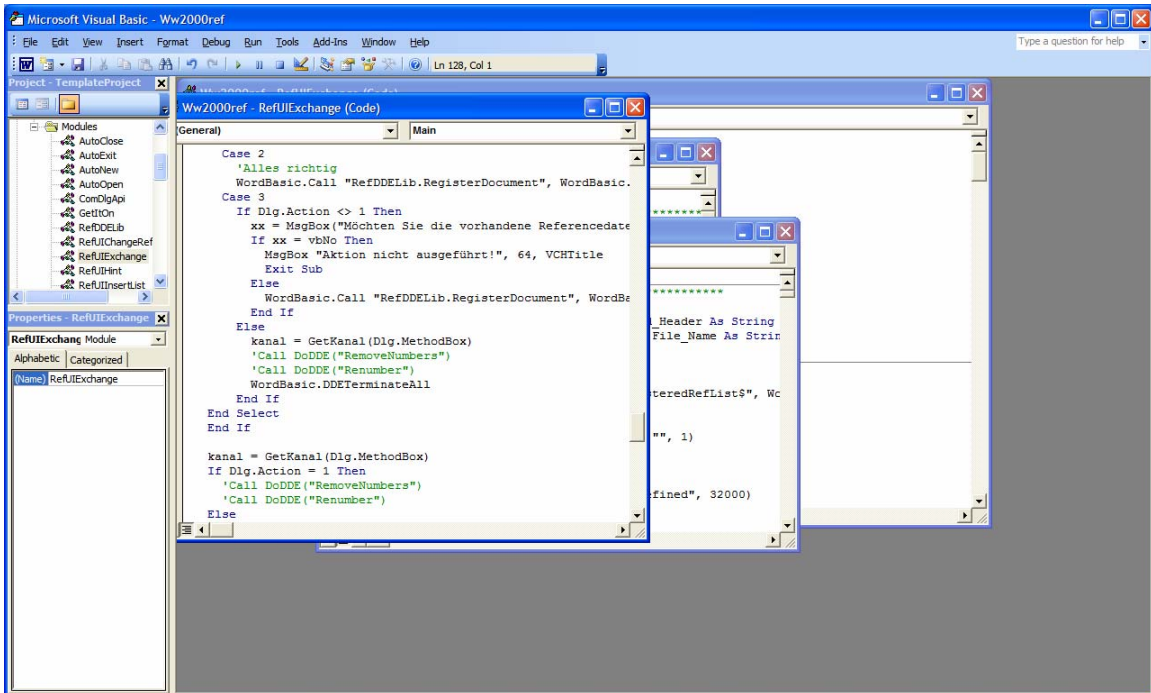 Microsoft Visual Basic - Ww2000ref
File Edit View Insert Format Debug Run Tools Add-Ins Window Help
Type a question for help
Ln 128, Col 1
Project - TemplateProject
Modules
AutoClose
AutoExit
AutoNew
AutoOpen
ComDlgApi
GetItOn
RefDDELib
RefUIChangeRef
RefUIExchange
RefUIHint
RefUIInsertList
Properties - RefUIExchange
RefUIExchang Module
Alphabetic Categorized
(Name) RefUIExchange
Ww2000ref - RefUIExchange (Code)
(General) Main
Case 2
'Alles richtig
WordBasic.Call "RefDDELib.RegisterDocument", WordBasic.
Case 3
If Dlg.Action <> 1 Then
xx = MsgBox("Möchten Sie die vorhandene Referencedate
If xx = vbNo Then
MsgBox "Aktion nicht ausgeführt!", 64, VCHTitle
Exit Sub
Else
WordBasic.Call "RefDDELib.RegisterDocument", WordBa
End If
Else
kanal = GetKanal(Dlg.MethodBox)
'Call DoDDE("RemoveNumbers")
'Call DoDDE("Renumber")
WordBasic.DDETerminateAll
End If
End Select
End If
kanal = GetKanal(Dlg.MethodBox)
If Dlg.Action = 1 Then
'Call DoDDE("RemoveNumbers")
'Call DoDDE("Renumber")
Else
*******
**********
_Header As String
File_Name As Strin
teredRefList$", Wo
"", 1)
efined", 32000)